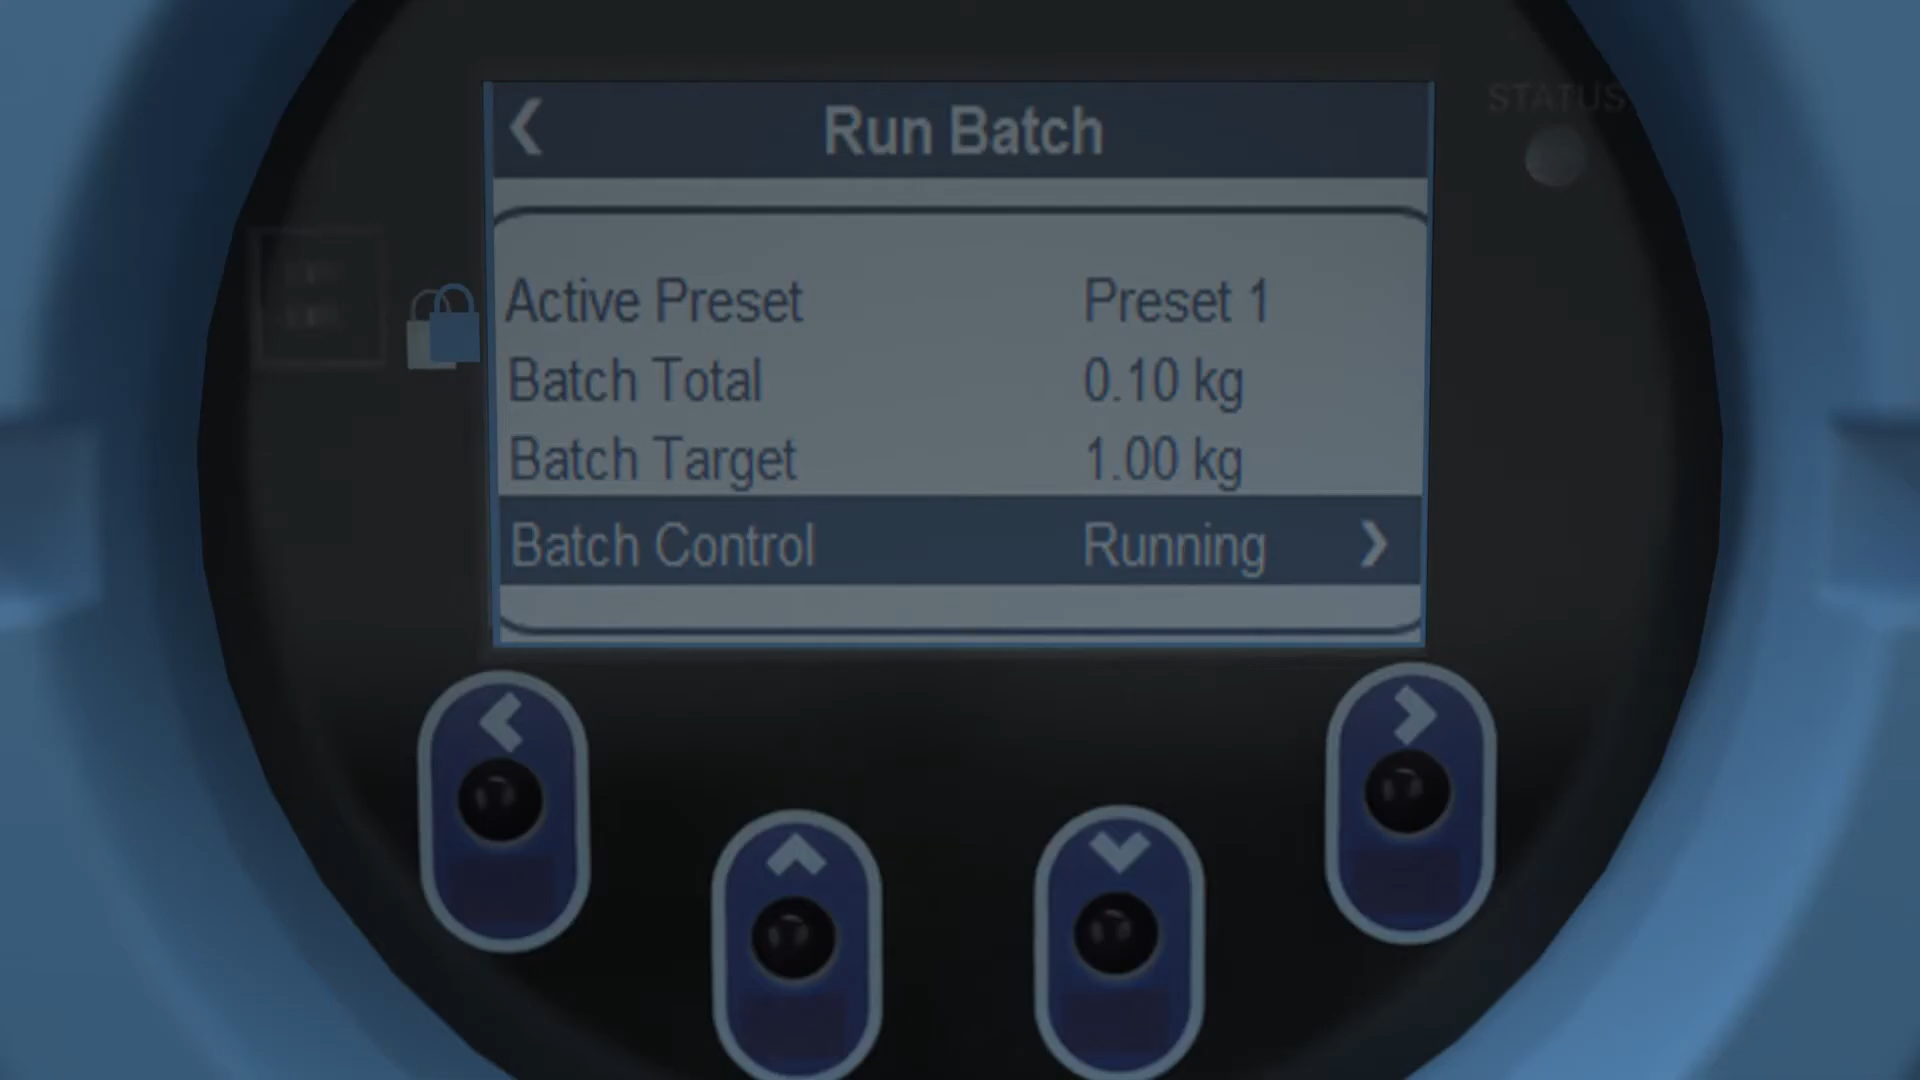 Run Batch
STATUS
Active Preset Preset 1
Batch Total 0.10 kg
Batch Target 1.00 kg
Batch Control Running